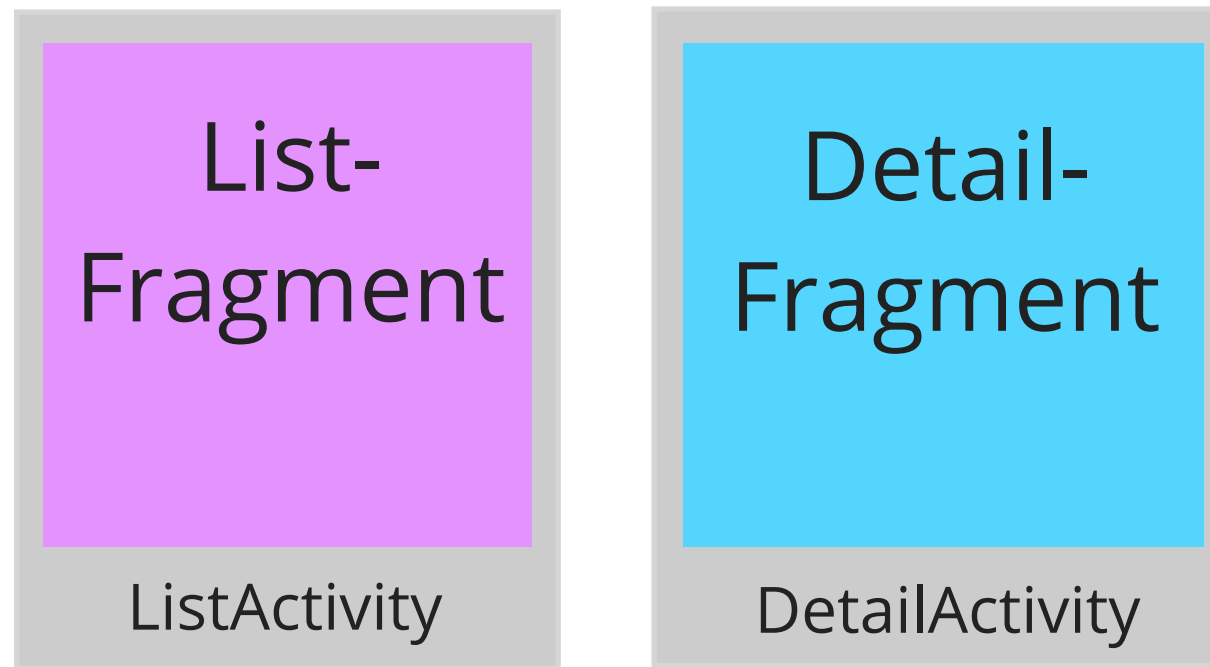 List-
Fragment
ListActivity
Detail-
Fragment
DetailActivity